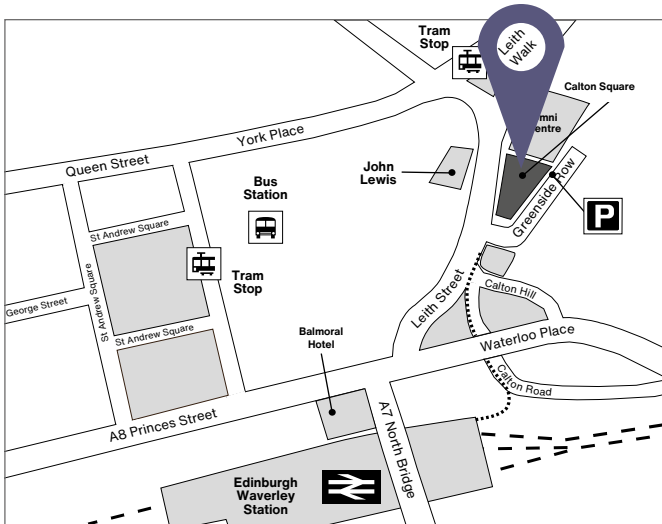 Tram
Stop
Leith
Walk
Calton Square
mni
entre
York Place
Queen Street
John
Lewis
Bus
Station
Greenside Row
P
St Andrew Square
St Andrew Square
Tram
Stop
George Street
Leith Street
Calton Hill
St Andrew Square
Balmoral
Hotel
Waterloo Place
Calton Road
A8 Princes Street
A7 North Bridge
Edinburgh
Waverley
Station